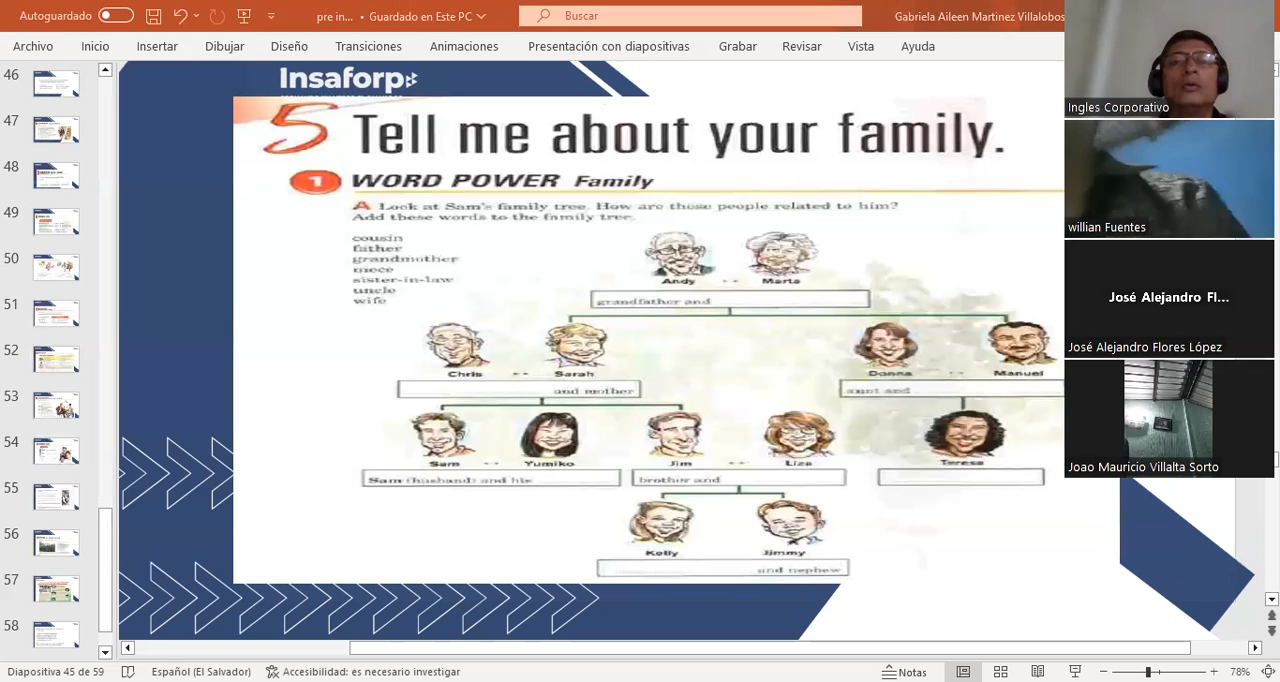 Autoguardado
pre in... • Guardado en Este PC
Buscar
Gabriela Aileen Martinez Villalobos
Archivo Inicio Insertar Dibujar Diseño Transiciones Animaciones Presentación con diapositivas Grabar Revisar Vista Ayuda
46
47
48
49
50
51
52
53
54
55
56
57
58
Insaforp
5 Tell me about your family.
1 WORD POWER Family
A Look at Sam's family tree. How are these people related to him?
Add these words to the family tree.
cousin
father
grandmother
niece
sister-in-law
uncle
wife
Andy Marta
grandfather and
Chris Sarah Donna Manuel
and mother aunt and
Sam Yumiko Jim Liza Teresa
Sam (husband) and his brother and
Kelly Jimmy
and nephew
Ingles Corporativo
willian Fuentes
José Alejandro Fl...
José Alejandro Flores López
Joao Mauricio Villalta Sorto
Diapositiva 45 de 59 Español (El Salvador) Accesibilidad: es necesario investigar Notas 78%